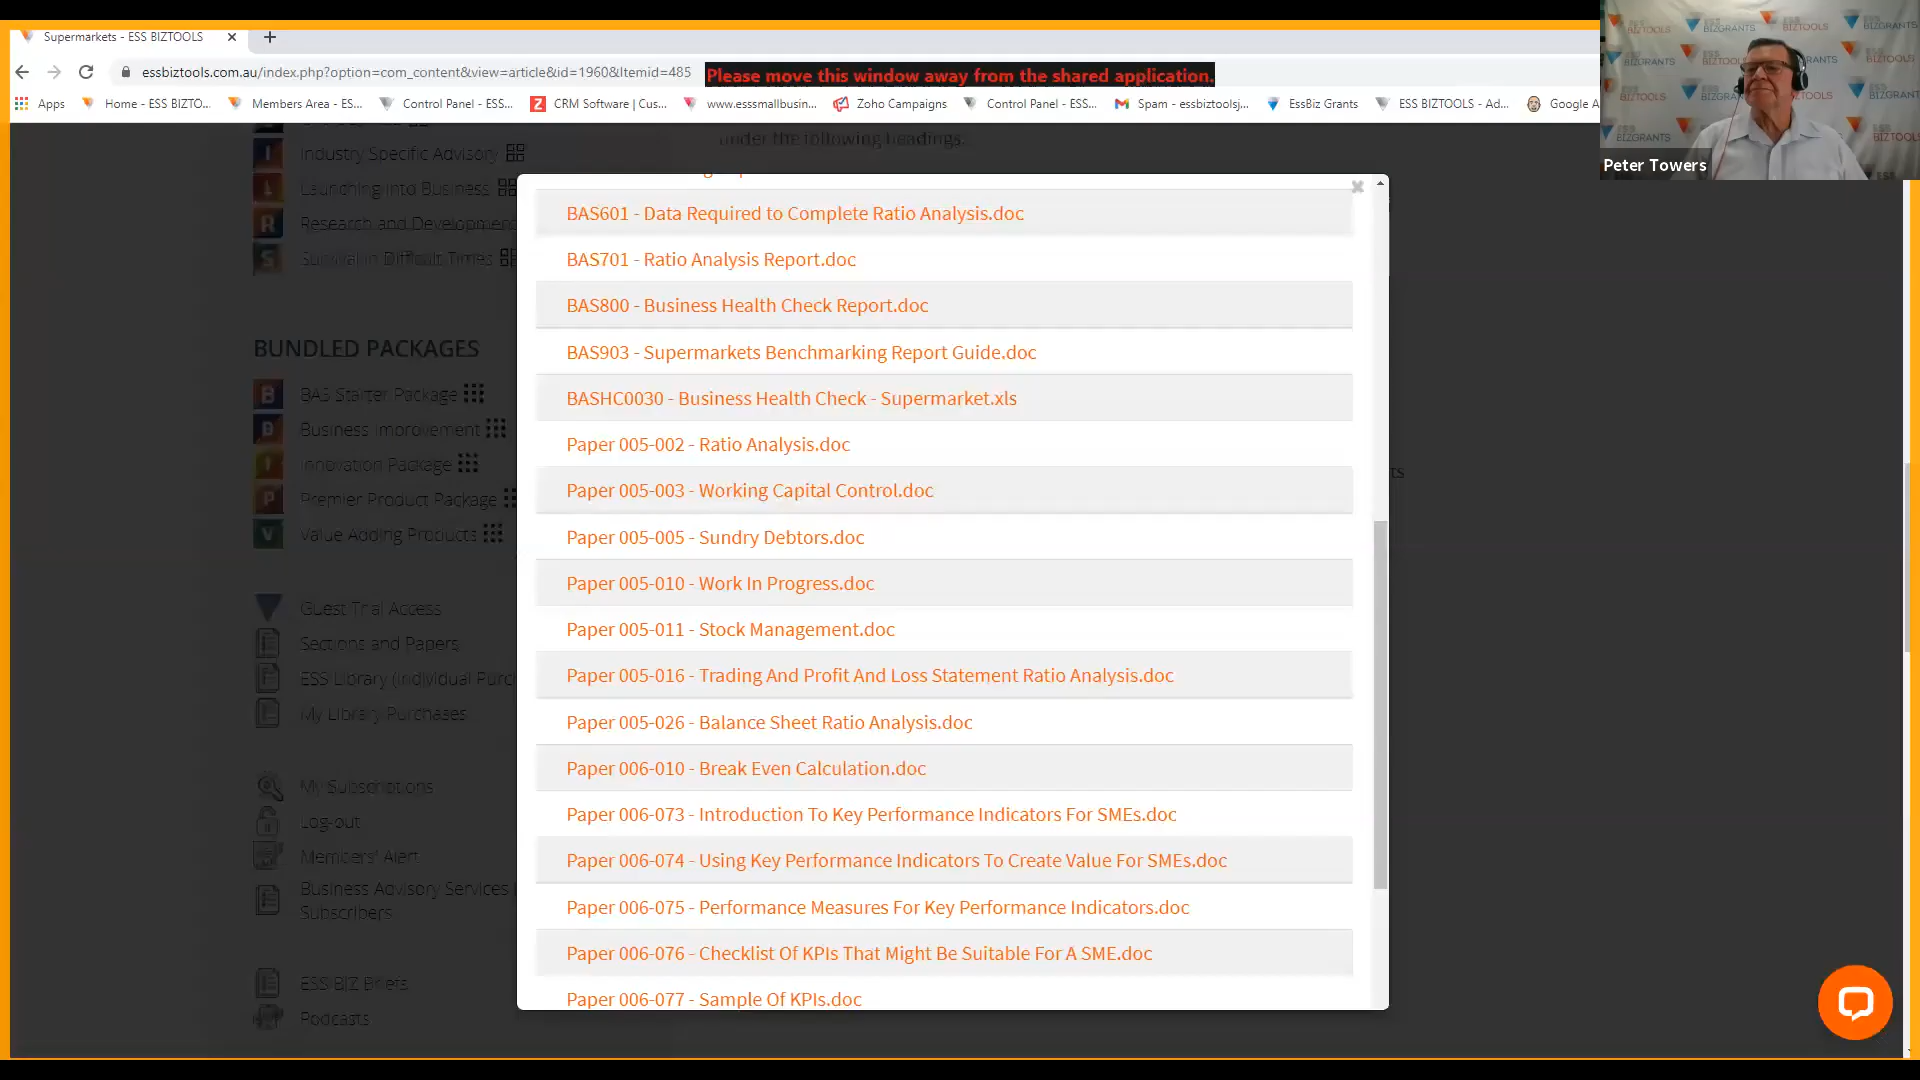 Supermarkets - ESS BIZTOOLS
essbiztools.com.au/index.php?option=com_content&view=article&id=1960&Itemid=485
Please move this window away from the shared application.
Apps
Home - ESS BIZTO...
Members Area - ES...
Control Panel - ESS...
CRM Software | Cus...
www.esssmallbusin...
Zoho Campaigns
Control Panel - ESS...
Spam - essbiztoolsj...
EssBiz Grants
ESS BIZTOOLS - Ad...
Google A
Peter Towers
under the following headings.
Industry Specific Advisory
Launching into Business
Research and Development
Survival in Difficult Times
BUNDLED PACKAGES
BAS Starter Package
Business Improvement
Innovation Package
Premier Product Package
Value Adding Products
Guest Trial Access
Sections and Papers
ESS Library (Individual Purc
My Library Purchases
My Subscriptions
Log-out
Members' Alert
Business Advisory Services
Subscribers
ESS BIZ Briefs
Podcasts
BAS601 - Data Required to Complete Ratio Analysis.doc
BAS701 - Ratio Analysis Report.doc
BAS800 - Business Health Check Report.doc
BAS903 - Supermarkets Benchmarking Report Guide.doc
BASHC0030 - Business Health Check - Supermarket.xls
Paper 005-002 - Ratio Analysis.doc
Paper 005-003 - Working Capital Control.doc
Paper 005-005 - Sundry Debtors.doc
Paper 005-010 - Work In Progress.doc
Paper 005-011 - Stock Management.doc
Paper 005-016 - Trading And Profit And Loss Statement Ratio Analysis.doc
Paper 005-026 - Balance Sheet Ratio Analysis.doc
Paper 006-010 - Break Even Calculation.doc
Paper 006-073 - Introduction To Key Performance Indicators For SMEs.doc
Paper 006-074 - Using Key Performance Indicators To Create Value For SMEs.doc
Paper 006-075 - Performance Measures For Key Performance Indicators.doc
Paper 006-076 - Checklist Of KPIs That Might Be Suitable For A SME.doc
Paper 006-077 - Sample Of KPIs.doc